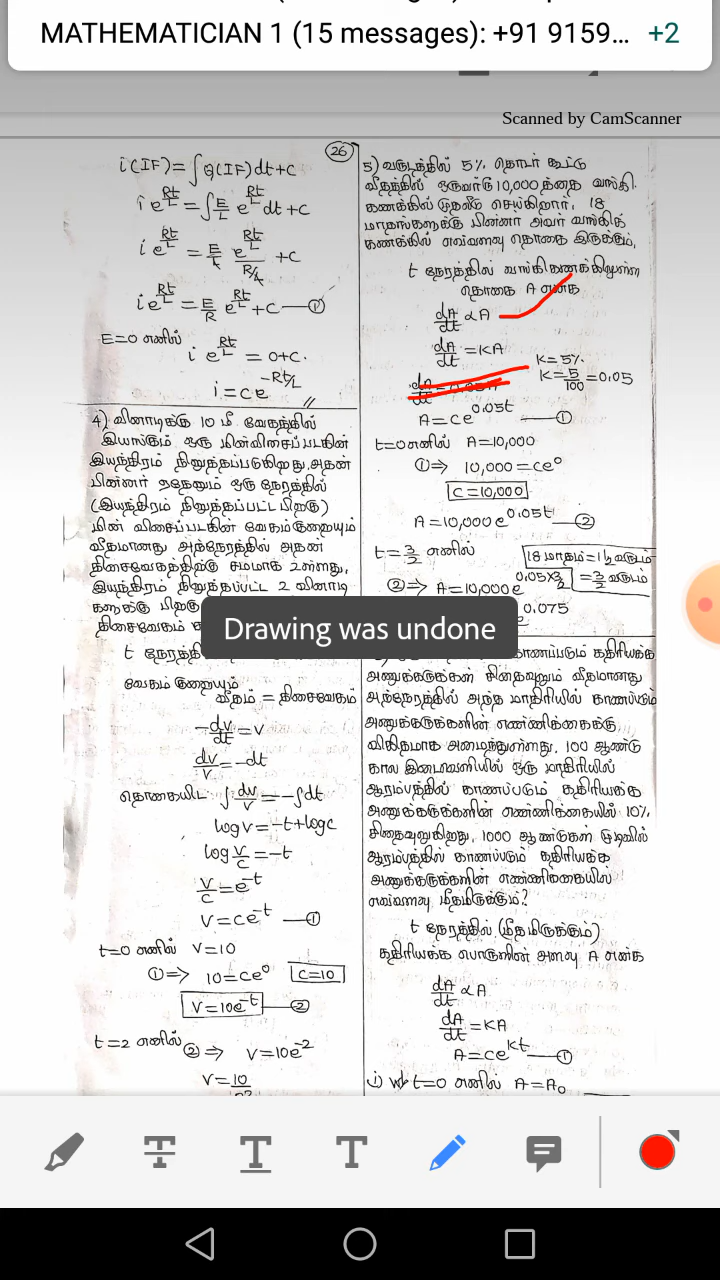 MATHEMATICIAN 1 (15 messages): +91 9159... +2
Scanned by CamScanner
26
i(IF)=∫Q(IF)dt+c
i e^{Rt/L} = ∫E/L e^{Rt/L} dt+c
i e^{Rt/L} = E/L e^{Rt/L}/(R/L) +c
i e^{Rt/L} = E/R e^{Rt/L} +c —①
E=0 எனில்
i e^{Rt/L} = 0+c.
i=ce^{-Rt/L} //
4) வினாடிக்கு 10 மீ வேகத்தில்
இயங்கும் ஒரு மின்விசைப்படகின்
இயந்திரம் நிறுத்தப்படுகிறது. அதன்
பின்னர் ஏதேனும் ஒரு நேரத்தில்
(இயந்திரம் நிறுத்தப்பட்ட பிறகு)
மின் விசைப்படகின் வேகம் குறையும்
வீதமானது அந்நேரத்தில் அதன்
திசைவேகத்திற்கு சமமாக உள்ளது.
இயந்திரம் நிறுத்தப்பட்ட 2 வினாடி
களுக்கு பிறகு
திசைவேகம்
t
வேகம் குறையும்
வீதம் = திசைவேகம்
-dv/dt = v
dv/v = -dt
தொகையிட ∫dv/v = -∫dt
log v = -t+log c
log v/c = -t
v/c = e^{-t}
v = ce^{-t} —①
t=0 எனில் v=10
①⇒ 10=ce⁰ c=10
v=10e^{-t} —②
t=2 எனில் ②⇒ v=10e^{-2}
v=10/
5) வருடத்தில் 5% தொடர் கூட்டு
வீதத்தில் ஒருவர் ரூ 10,000 த்தை வங்கி
கணக்கில் முதலீடு செய்கிறார். 18
மாதங்களுக்கு பின்னர் அவர் வங்கிக்
கணக்கில் எவ்வளவு தொகை இருக்கும்.
t நேரத்தில் வங்கி கணக்கிலுள்ள
தொகை A என்க
dA/dt ∝ A
dA/dt = KA K=5%
K=5/100=0.05
A=ce^{0.05t} —①
t=0 எனில் A=10,000
①⇒ 10,000=ce⁰
C=10,000
A=10,000 e^{0.05t} —②
t=3/2 எனில் 18 மாதம்=1½ வருடம் =3/2 வருடம்
②⇒ A=10,000 e^{0.05×3/2}
0.075
காணப்படும் கதிரியக்க
அணுக்கருக்கள் சிதைவுறும் வீதமானது
அந்நேரத்தில் அந்த மாதிரியில் காணப்படும்
அணுக்கருக்களின் எண்ணிக்கைக்கு
விகிதமாக அமைந்துள்ளது. 100 ஆண்டு
கால இடைவெளியில் ஒரு மாதிரியில்
ஆரம்பத்தில் காணப்படும் கதிரியக்க
அணுக்கருக்களின் எண்ணிக்கையில் 10%
சிதைவுறுகிறது. 1000 ஆண்டுகள் முடிவில்
ஆரம்பத்தில் காணப்படும் கதிரியக்க
அணுக்கருக்களின் எண்ணிக்கையில்
எவ்வளவு மீதமிருக்கும்?
t நேரத்தில் (மீதமிருக்கும்)
கதிரியக்க பொருளின் அளவு A என்க
dA/dt ∝ A
dA/dt = KA
A=ce^{Kt} —①
i) t=0 எனில் A=A₀
Drawing was undone